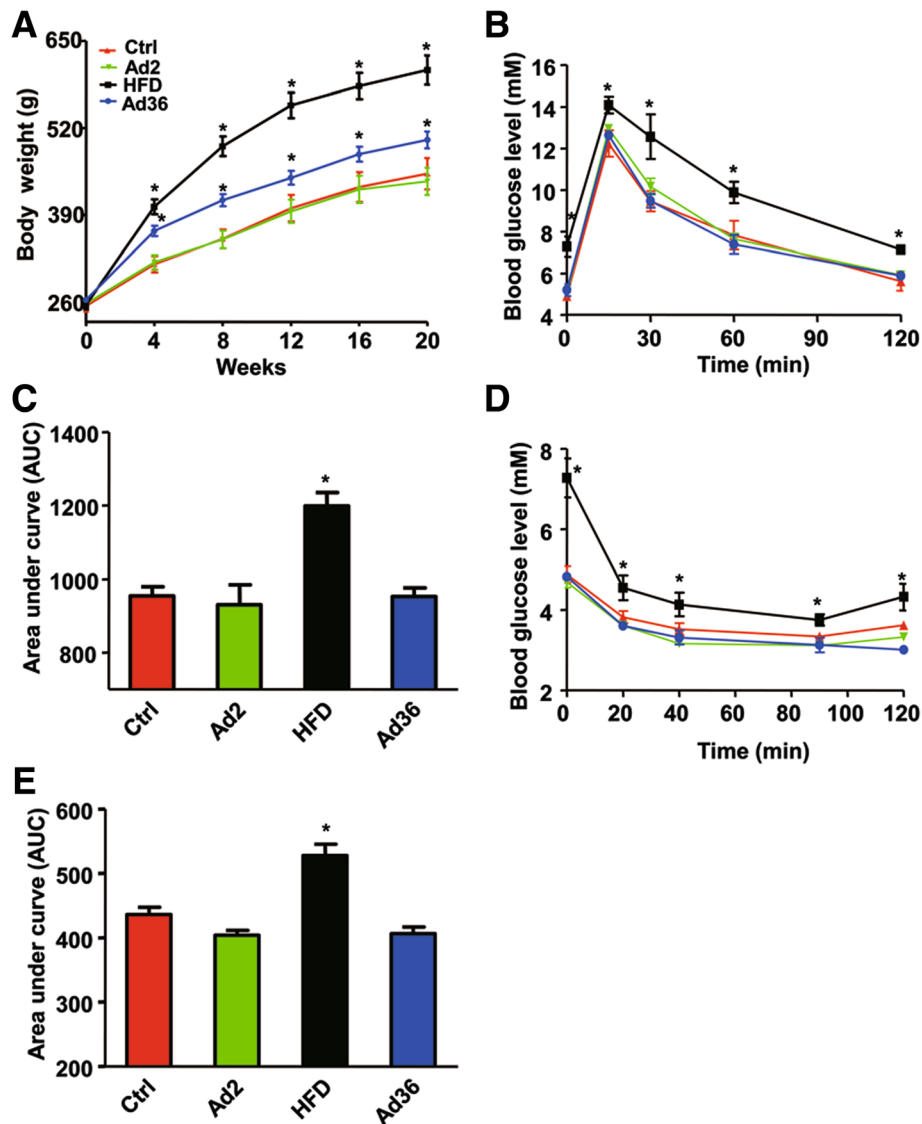 A
Body weight (g)
650
520
390
260
Ctrl
Ad2
HFD
Ad36
* * * * *
* * * * *
0 4 8 12 16 20
Weeks
B
Blood glucose level (mM)
16
14
12
10
8
6
4
* * * * *
0 30 60 90 120
Time (min)
C
Area under curve (AUC)
1400
1200
1000
800
*
Ctrl Ad2 HFD Ad36
D
Blood glucose level (mM)
8
6
4
2
* * * * *
0 20 40 60 80 100 120
Time (min)
E
Area under curve (AUC)
600
500
400
300
200
*
Ctrl Ad2 HFD Ad36